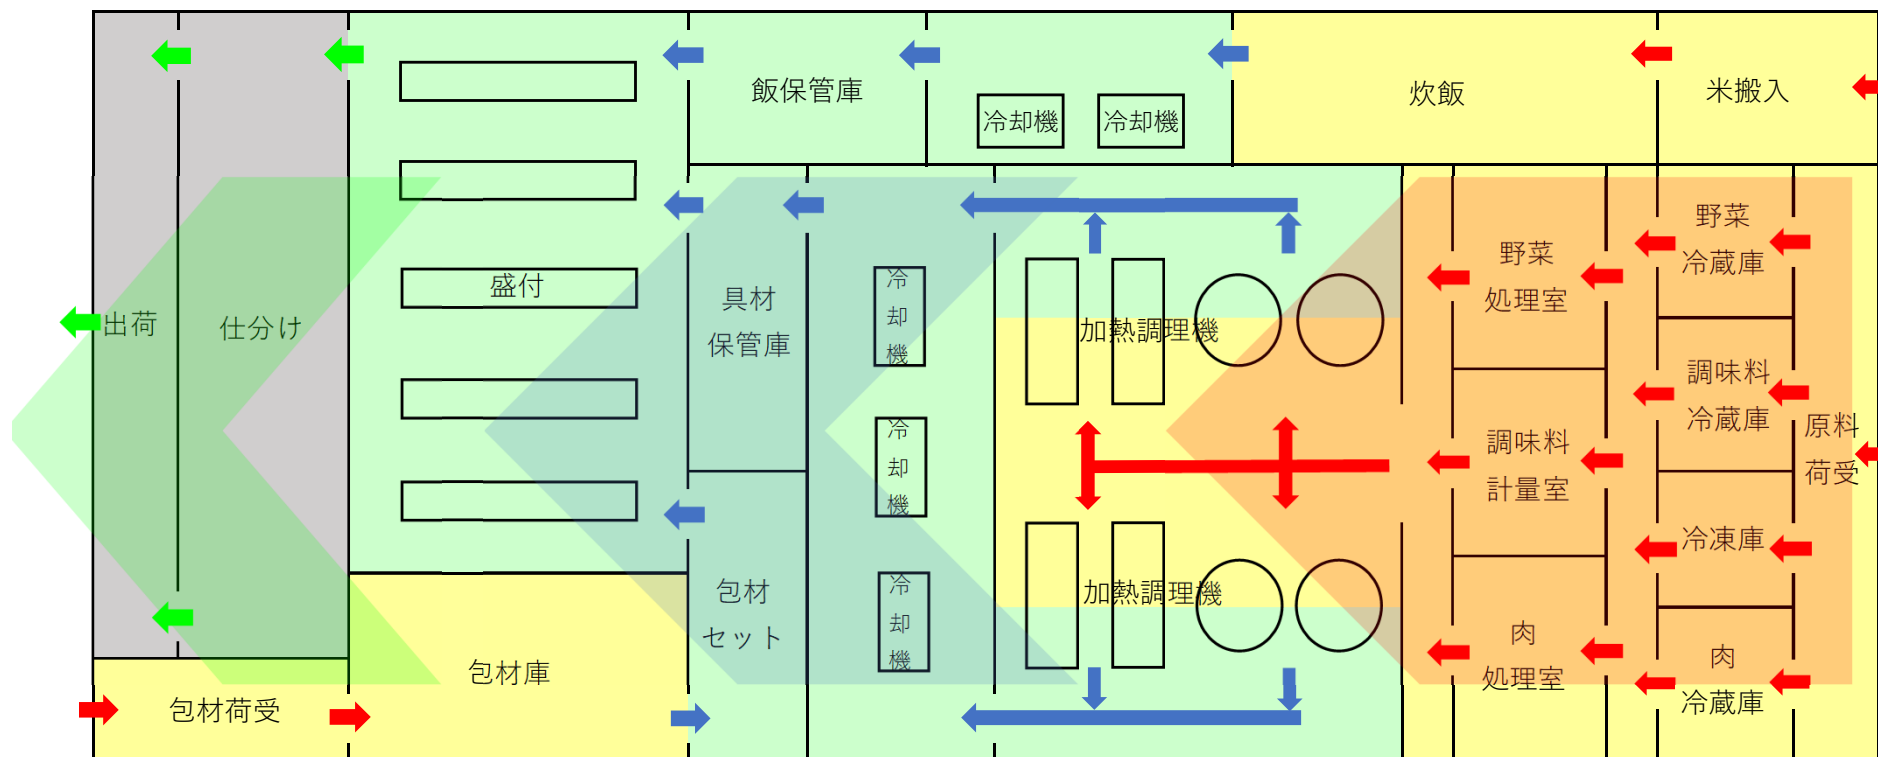 飯保管庫
冷却機
冷却機
炊飯
米搬入
出荷
仕分け
盛付
具材
保管庫
冷
却
機
冷
却
機
冷
却
機
加熱調理機
加熱調理機
野菜
処理室
調味料
計量室
肉
処理室
野菜
冷蔵庫
調味料
冷蔵庫
冷凍庫
肉
冷蔵庫
原料
荷受
包材
セット
包材庫
包材荷受